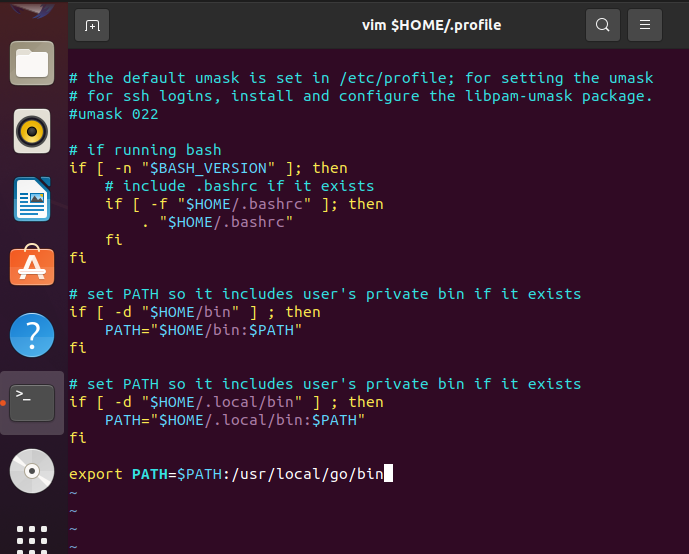 vim $HOME/.profile
# the default umask is set in /etc/profile; for setting the umask
# for ssh logins, install and configure the libpam-umask package.
#umask 022
# if running bash
if [ -n "$BASH_VERSION" ]; then
    # include .bashrc if it exists
    if [ -f "$HOME/.bashrc" ]; then
        . "$HOME/.bashrc"
    fi
fi
# set PATH so it includes user's private bin if it exists
if [ -d "$HOME/bin" ] ; then
    PATH="$HOME/bin:$PATH"
fi
# set PATH so it includes user's private bin if it exists
if [ -d "$HOME/.local/bin" ] ; then
    PATH="$HOME/.local/bin:$PATH"
fi
export PATH=$PATH:/usr/local/go/bin
~
~
~
~